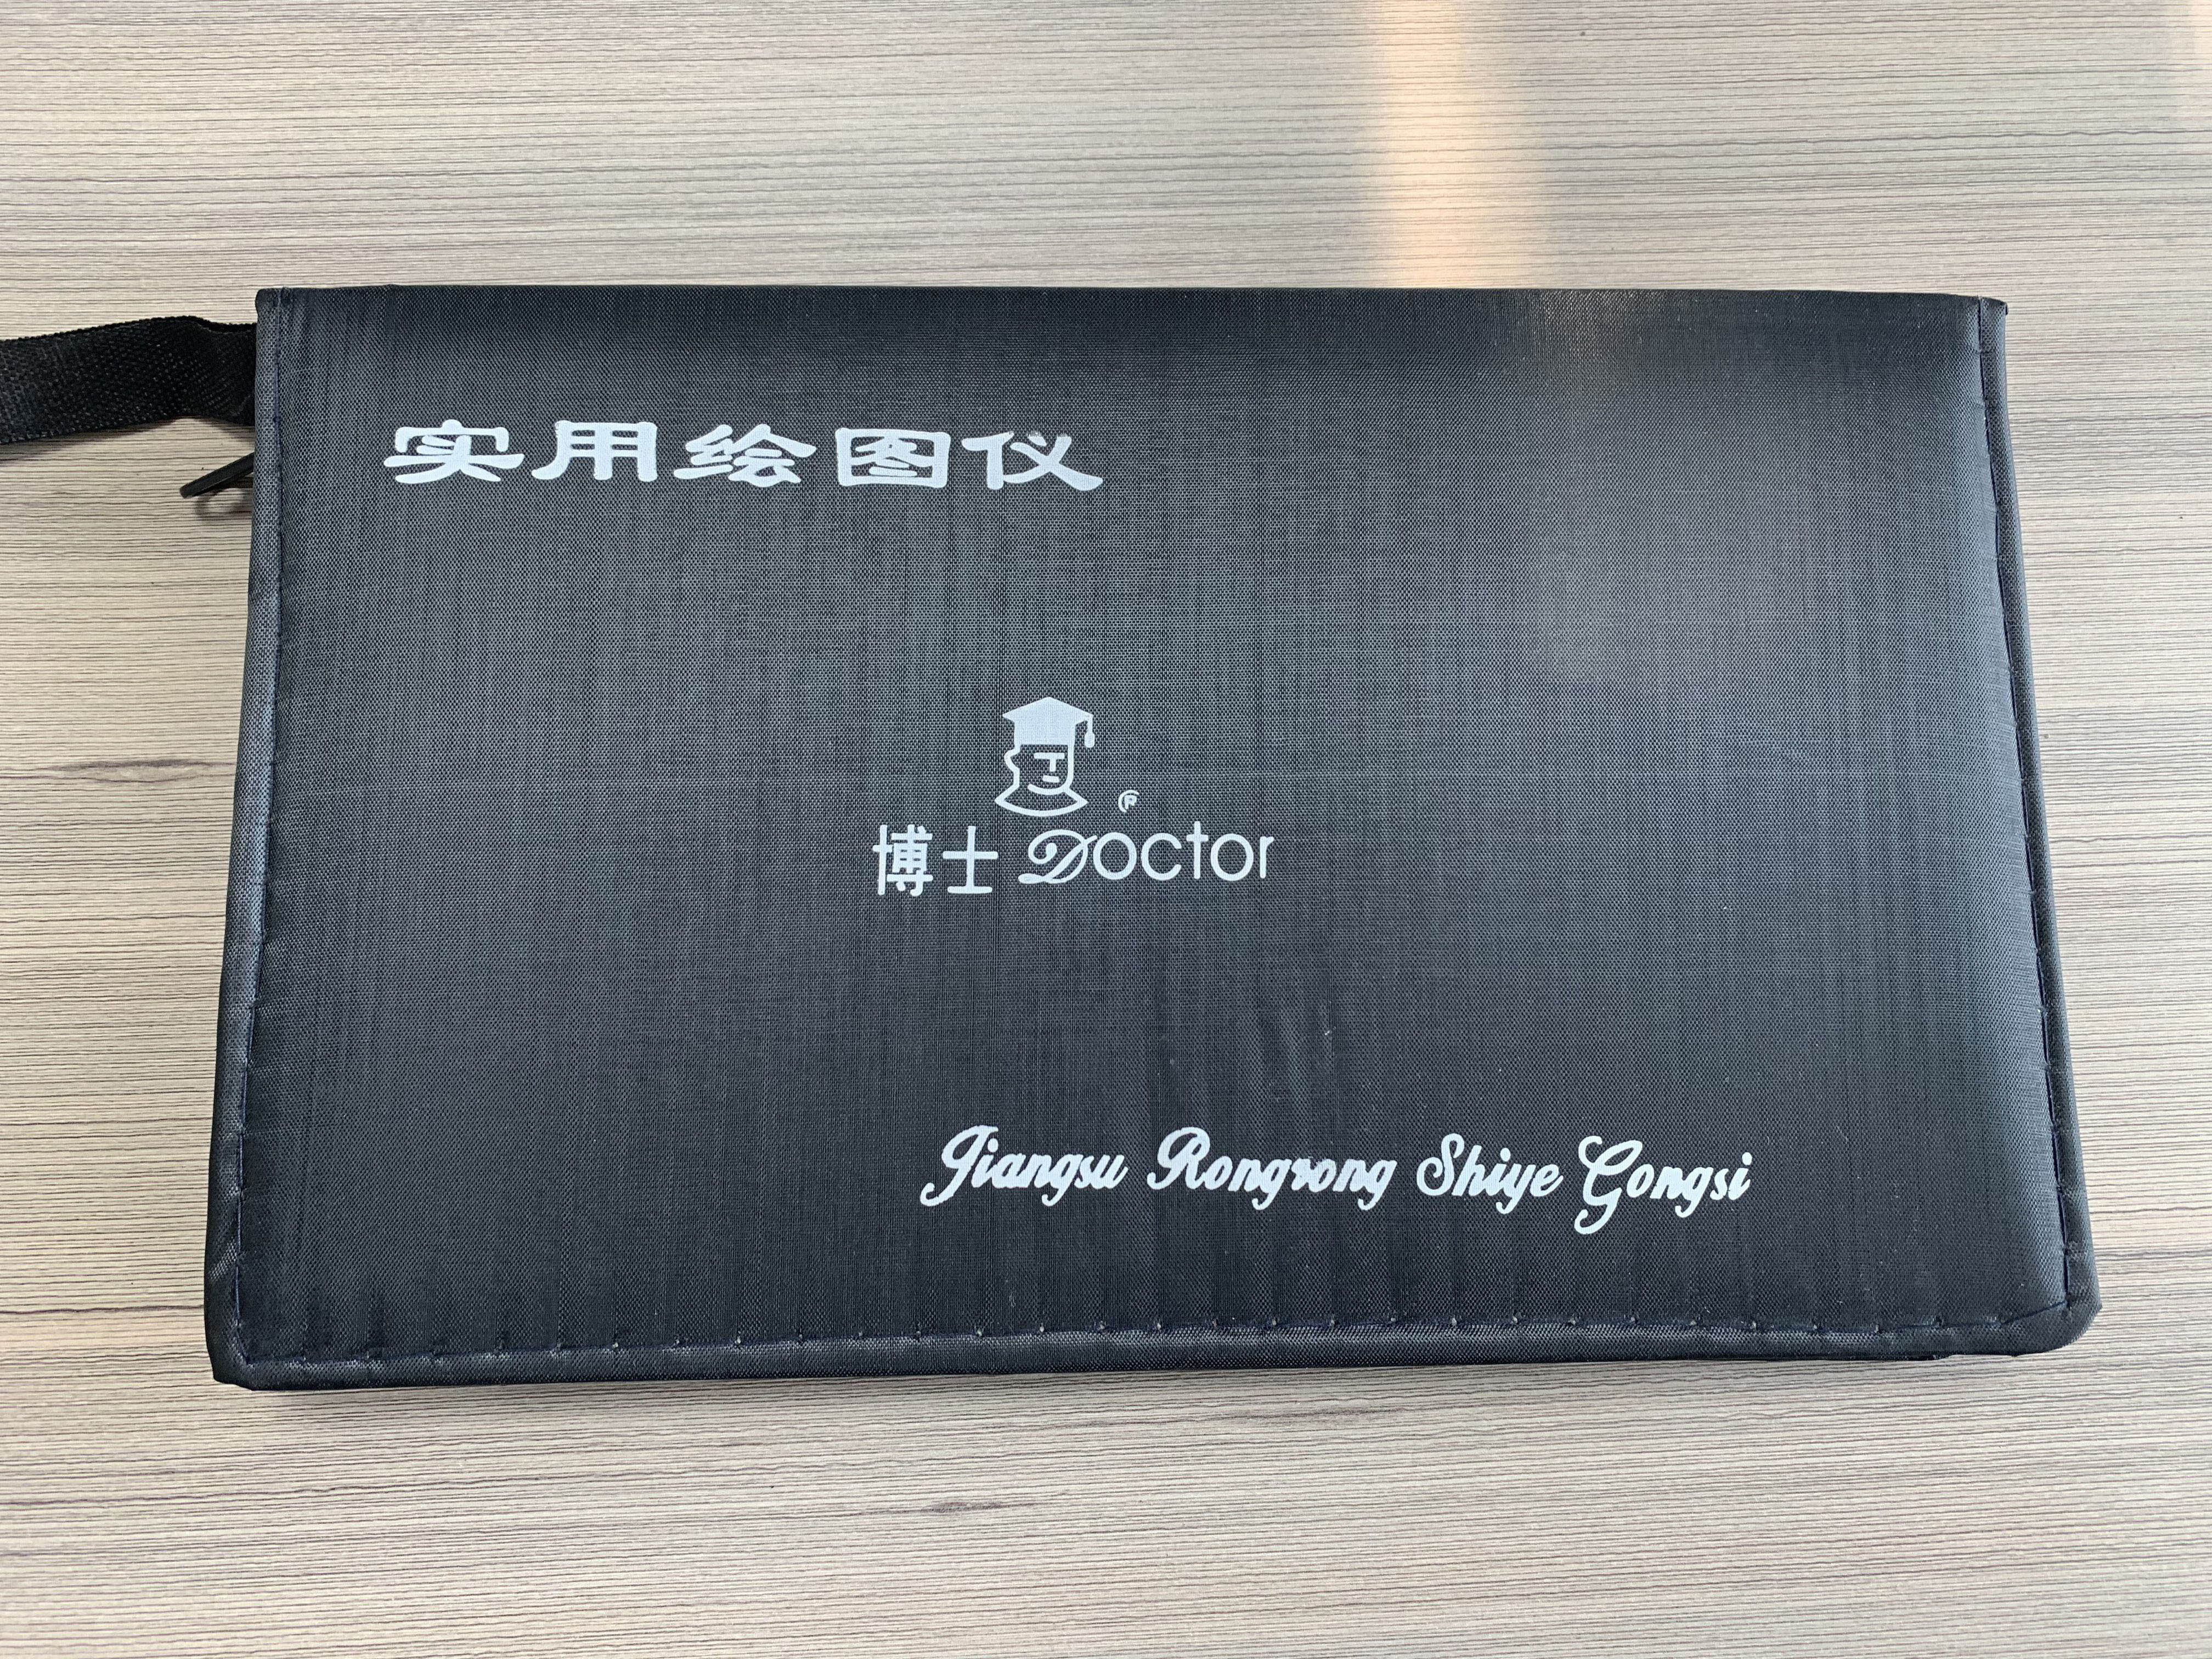 实用绘图仪
博士 Doctor
Jiangsu Rongrong Shiye Gongsi